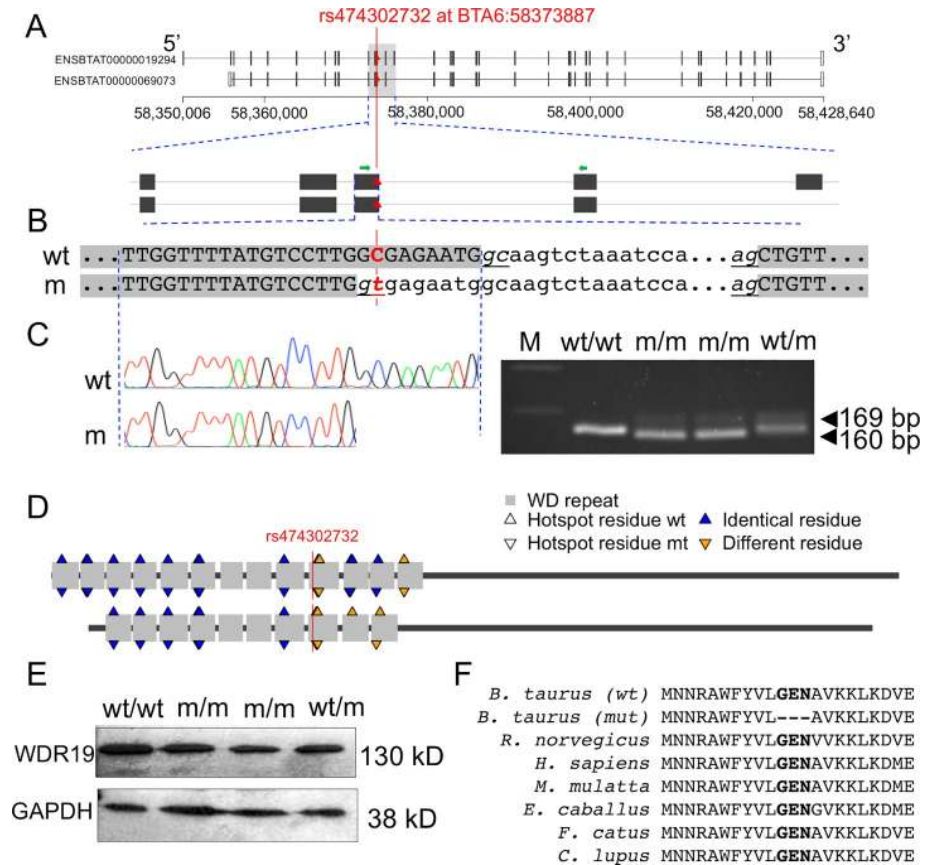 rs474302732 at BTA6:58373887
A
5’
3’
ENSBTAT00000019294
ENSBTAT00000069073
58,350,006 58,360,000 58,380,000 58,400,000 58,420,000 58,428,640
B
wt ...TTGGTTTTATGTCCTTGGCGAGAATGgcaagtctaaatcca...agCTGTT...
m ...TTGGTTTTATGTCCTTGgtgagaatggcaagtctaaatcca...agCTGTT...
C
wt
m
M wt/wt m/m m/m wt/m
169 bp
160 bp
D
WD repeat
Hotspot residue wt Identical residue
Hotspot residue mt Different residue
rs474302732
E
wt/wt m/m m/m wt/m
WDR19 130 kD
GAPDH 38 kD
F
B. taurus (wt) MNNRAWFYVLGENAVKKLKDVE
B. taurus (mut) MNNRAWFYVL---AVKKLKDVE
R. norvegicus MNNRAWFYVLGENVVKKLKDVE
H. sapiens MNNRAWFYVLGENAVKKLKDME
M. mulatta MNNRAWFYVLGENAVKKLKDME
E. caballus MNNRAWFYVLGENGVKKLKDME
F. catus MNNRAWFYVLGENAVKKLKDVE
C. lupus MNNRAWFYVLGENAVKKLKDVE